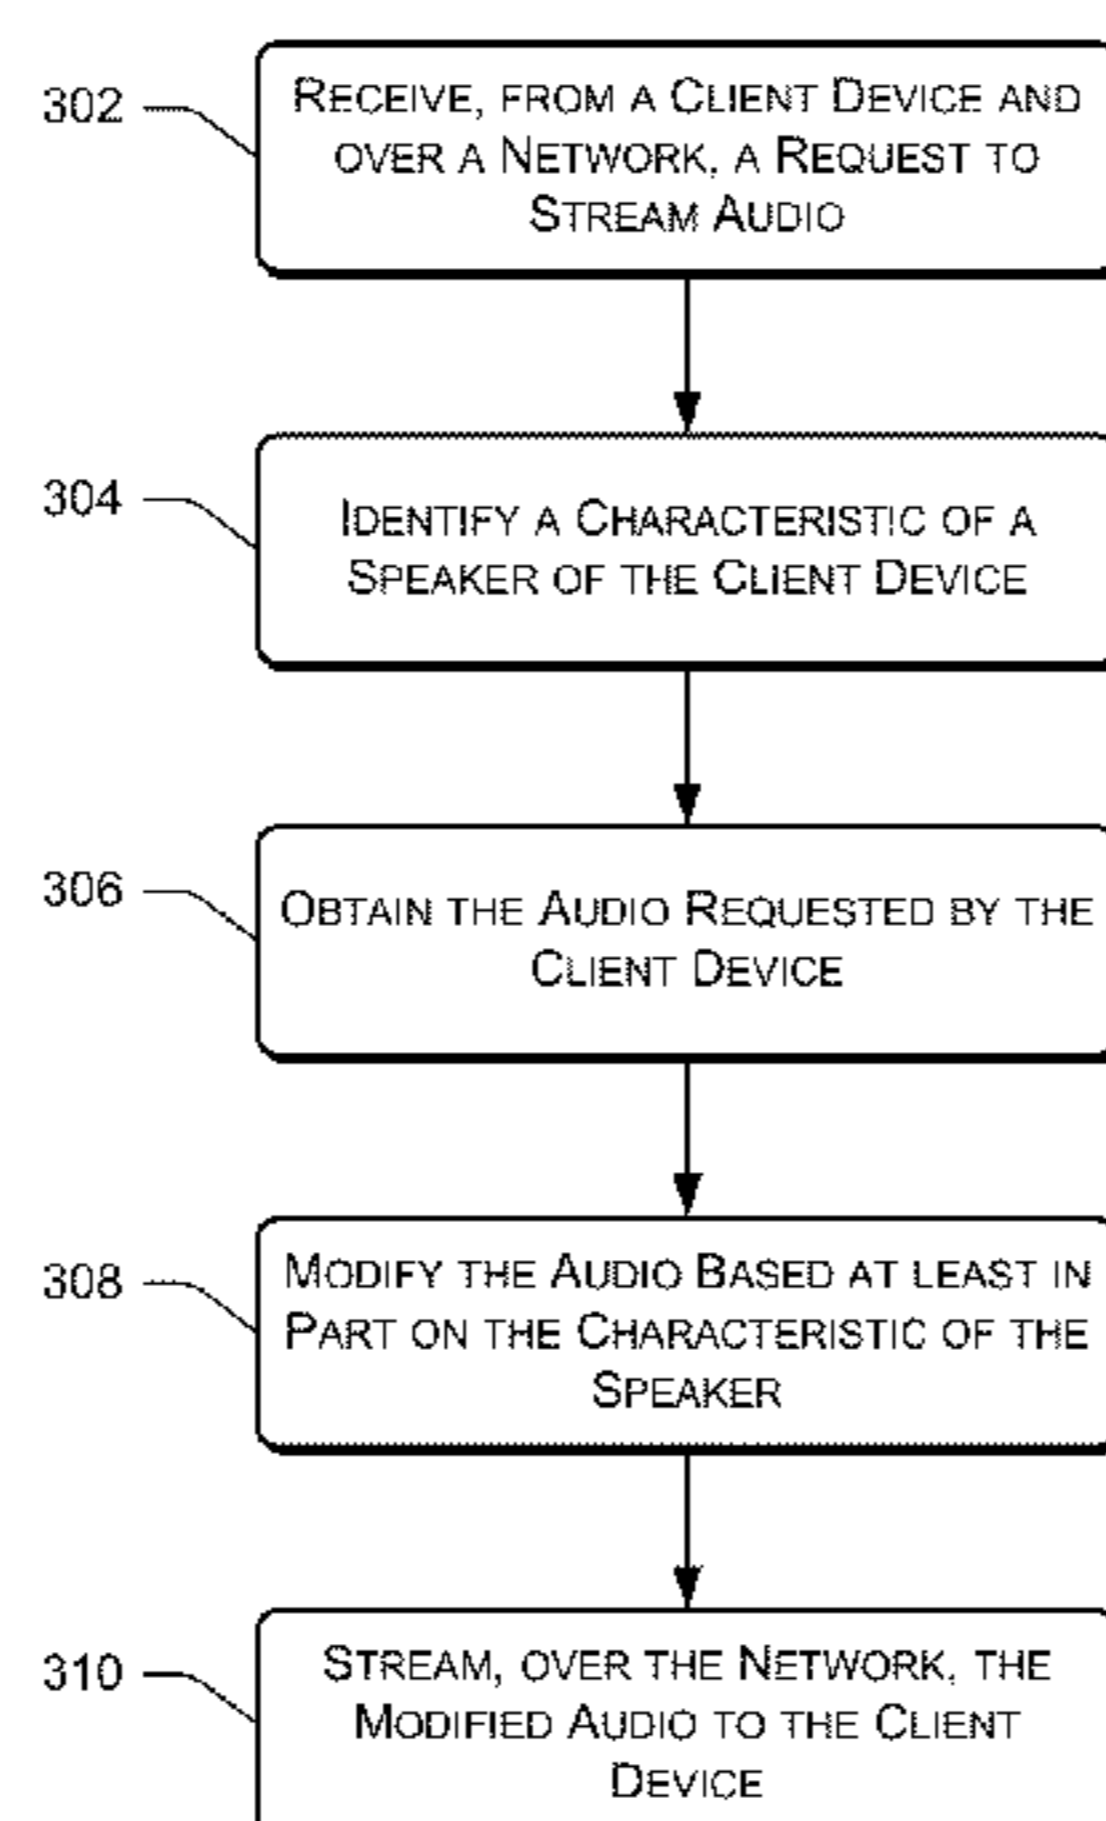 302
RECEIVE, FROM A CLIENT DEVICE AND
OVER A NETWORK, A REQUEST TO
STREAM AUDIO
304
IDENTIFY A CHARACTERISTIC OF A
SPEAKER OF THE CLIENT DEVICE
306
OBTAIN THE AUDIO REQUESTED BY THE
CLIENT DEVICE
308
MODIFY THE AUDIO BASED AT LEAST IN
PART ON THE CHARACTERISTIC OF THE
SPEAKER
310
STREAM, OVER THE NETWORK, THE
MODIFIED AUDIO TO THE CLIENT
DEVICE